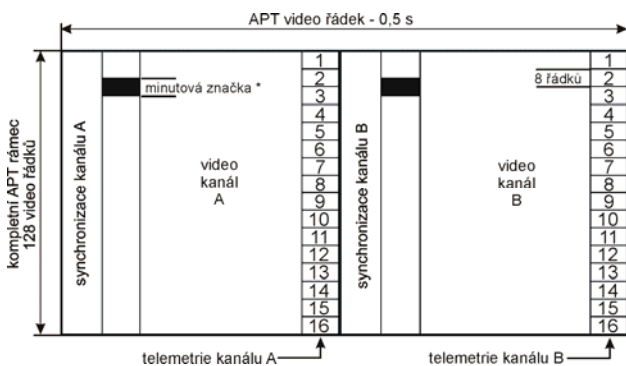 APT video řádek - 0,5 s
kompletní APT rámec
128 video řádků
synchronizace kanálu A
minutová značka *
video
kanál
A
1
2
3
4
5
6
7
8
9
10
11
12
13
14
15
16
synchronizace kanálu B
video
kanál
B
8 řádků
1
2
3
4
5
6
7
8
9
10
11
12
13
14
15
16
telemetrie kanálu A
telemetrie kanálu B